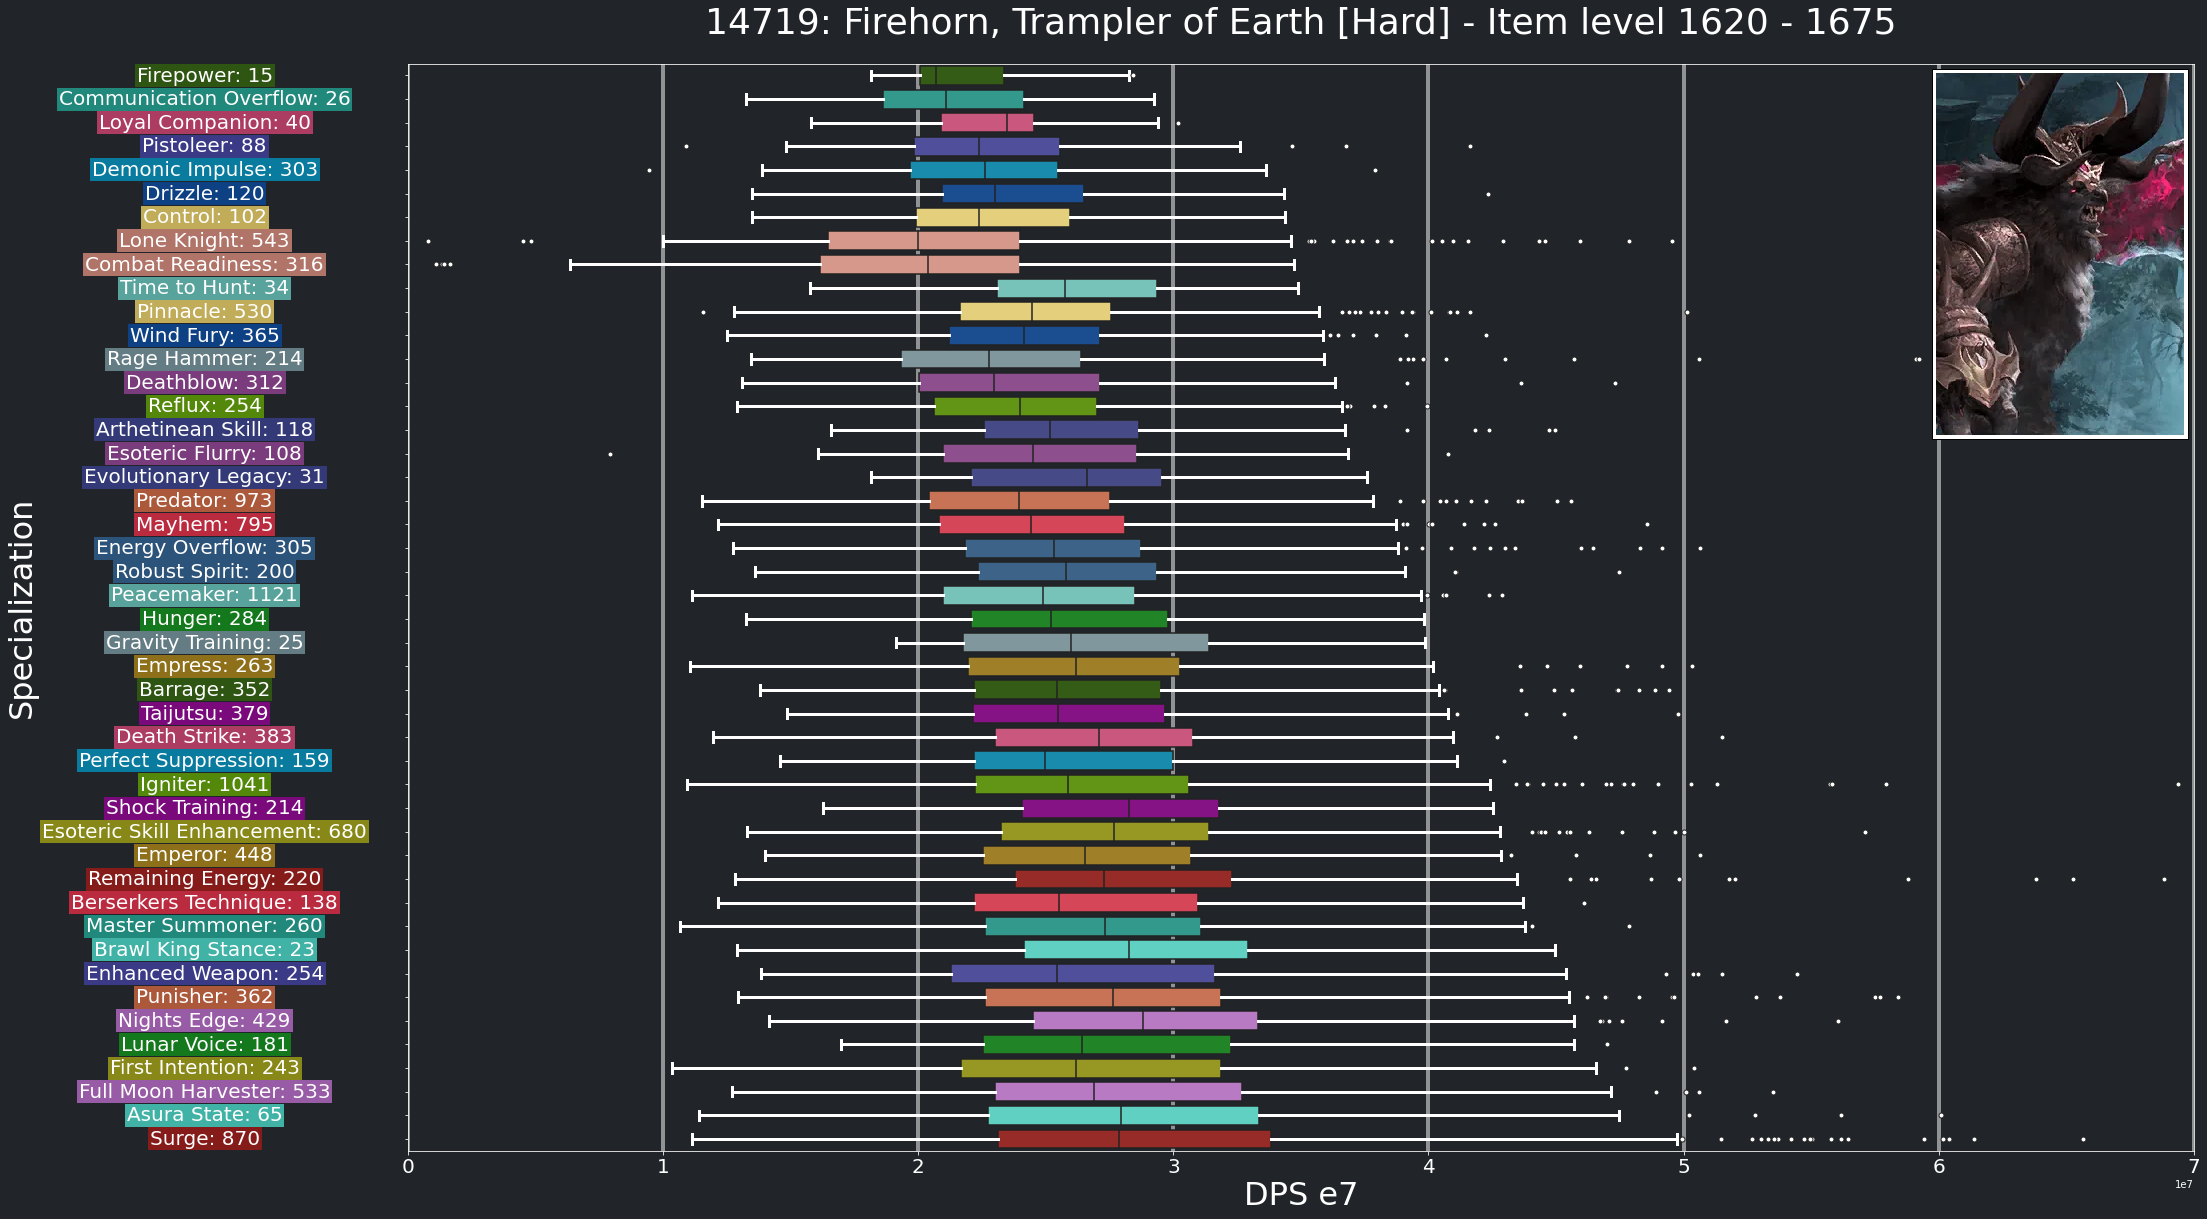 14719: Firehorn, Trampler of Earth [Hard] - Item level 1620 - 1675
Specialization
Firepower: 15
Communication Overflow: 26
Loyal Companion: 40
Pistoleer: 88
Demonic Impulse: 303
Drizzle: 120
Control: 102
Lone Knight: 543
Combat Readiness: 316
Time to Hunt: 34
Pinnacle: 530
Wind Fury: 365
Rage Hammer: 214
Deathblow: 312
Reflux: 254
Arthetinean Skill: 118
Esoteric Flurry: 108
Evolutionary Legacy: 31
Predator: 973
Mayhem: 795
Energy Overflow: 305
Robust Spirit: 200
Peacemaker: 1121
Hunger: 284
Gravity Training: 25
Empress: 263
Barrage: 352
Taijutsu: 379
Death Strike: 383
Perfect Suppression: 159
Igniter: 1041
Shock Training: 214
Esoteric Skill Enhancement: 680
Emperor: 448
Remaining Energy: 220
Berserkers Technique: 138
Master Summoner: 260
Brawl King Stance: 23
Enhanced Weapon: 254
Punisher: 362
Nights Edge: 429
Lunar Voice: 181
First Intention: 243
Full Moon Harvester: 533
Asura State: 65
Surge: 870
0 1 2 3 4 5 6 7
1e7
DPS e7